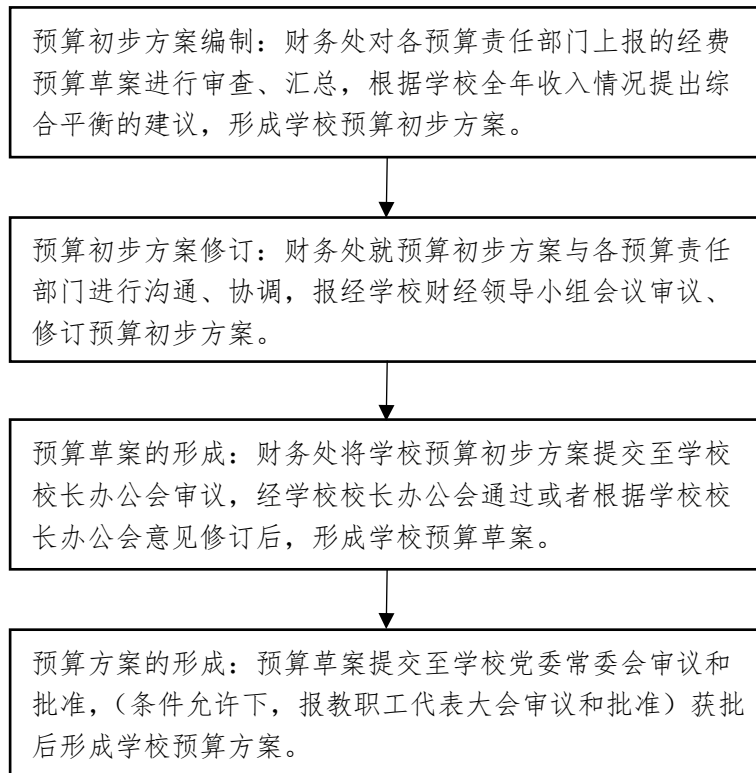 预算初步方案编制：财务处对各预算责任部门上报的经费
预算草案进行审查、汇总，根据学校全年收入情况提出综
合平衡的建议，形成学校预算初步方案。
预算初步方案修订：财务处就预算初步方案与各预算责任
部门进行沟通、协调，报经学校财经领导小组会议审议、
修订预算初步方案。
预算草案的形成：财务处将学校预算初步方案提交至学校
校长办公会审议，经学校校长办公会通过或者根据学校校
长办公会意见修订后，形成学校预算草案。
预算方案的形成：预算草案提交至学校党委常委会审议和
批准，（条件允许下，报教职工代表大会审议和批准）获批
后形成学校预算方案。